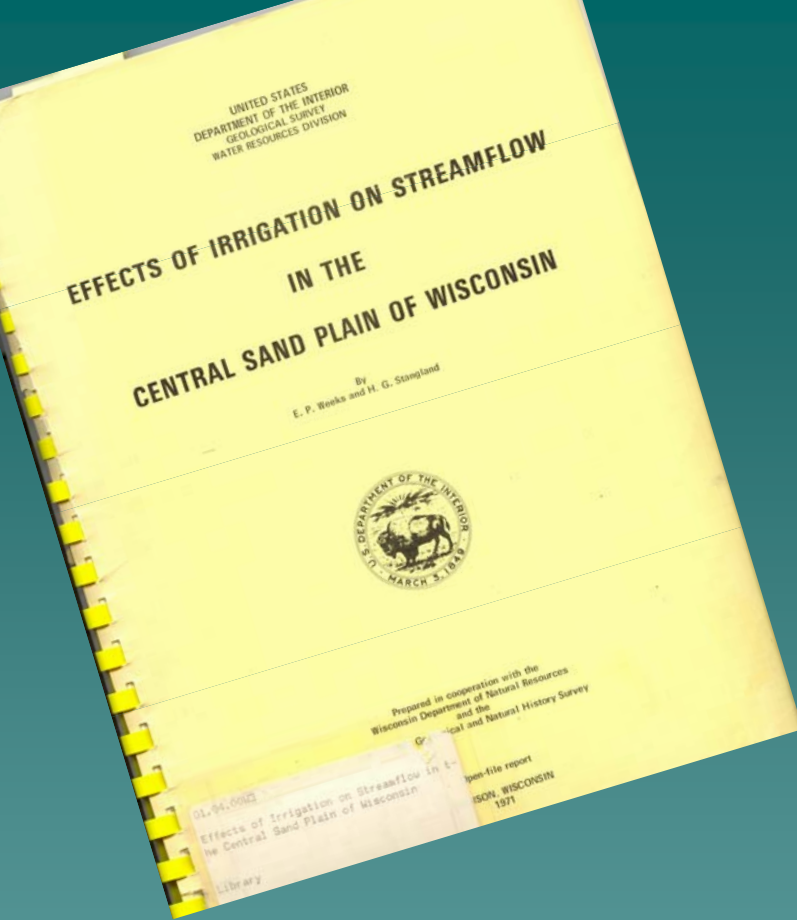 UNITED STATES
DEPARTMENT OF THE INTERIOR
GEOLOGICAL SURVEY
WATER RESOURCES DIVISION
EFFECTS OF IRRIGATION ON STREAMFLOW
IN THE
CENTRAL SAND PLAIN OF WISCONSIN
By
E. P. Weeks and H. G. Stangland
U.S. DEPARTMENT OF THE INTERIOR
MARCH 3, 1849
Prepared in cooperation with the
Wisconsin Department of Natural Resources
and the
and Natural History Survey
pen-file report
ISON, WISCONSIN
1971
Effects of Irrigation on Streamflow in t-
he Central Sand Plain of Wisconsin
Library